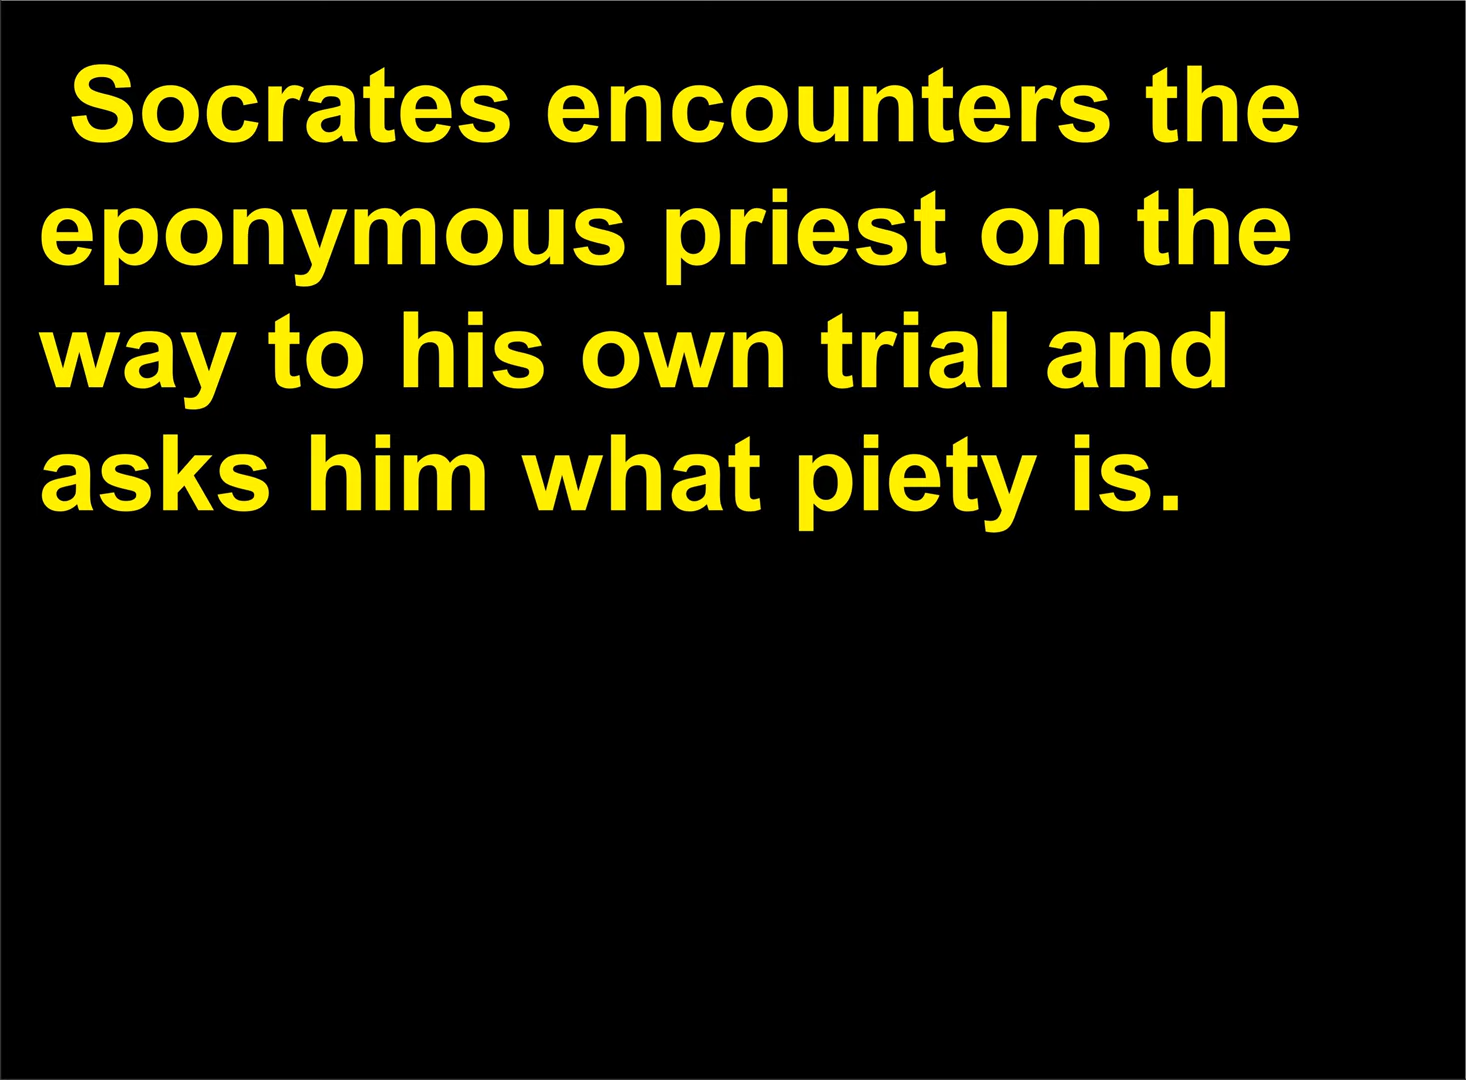 Socrates encounters the
eponymous priest on the
way to his own trial and
asks him what piety is.